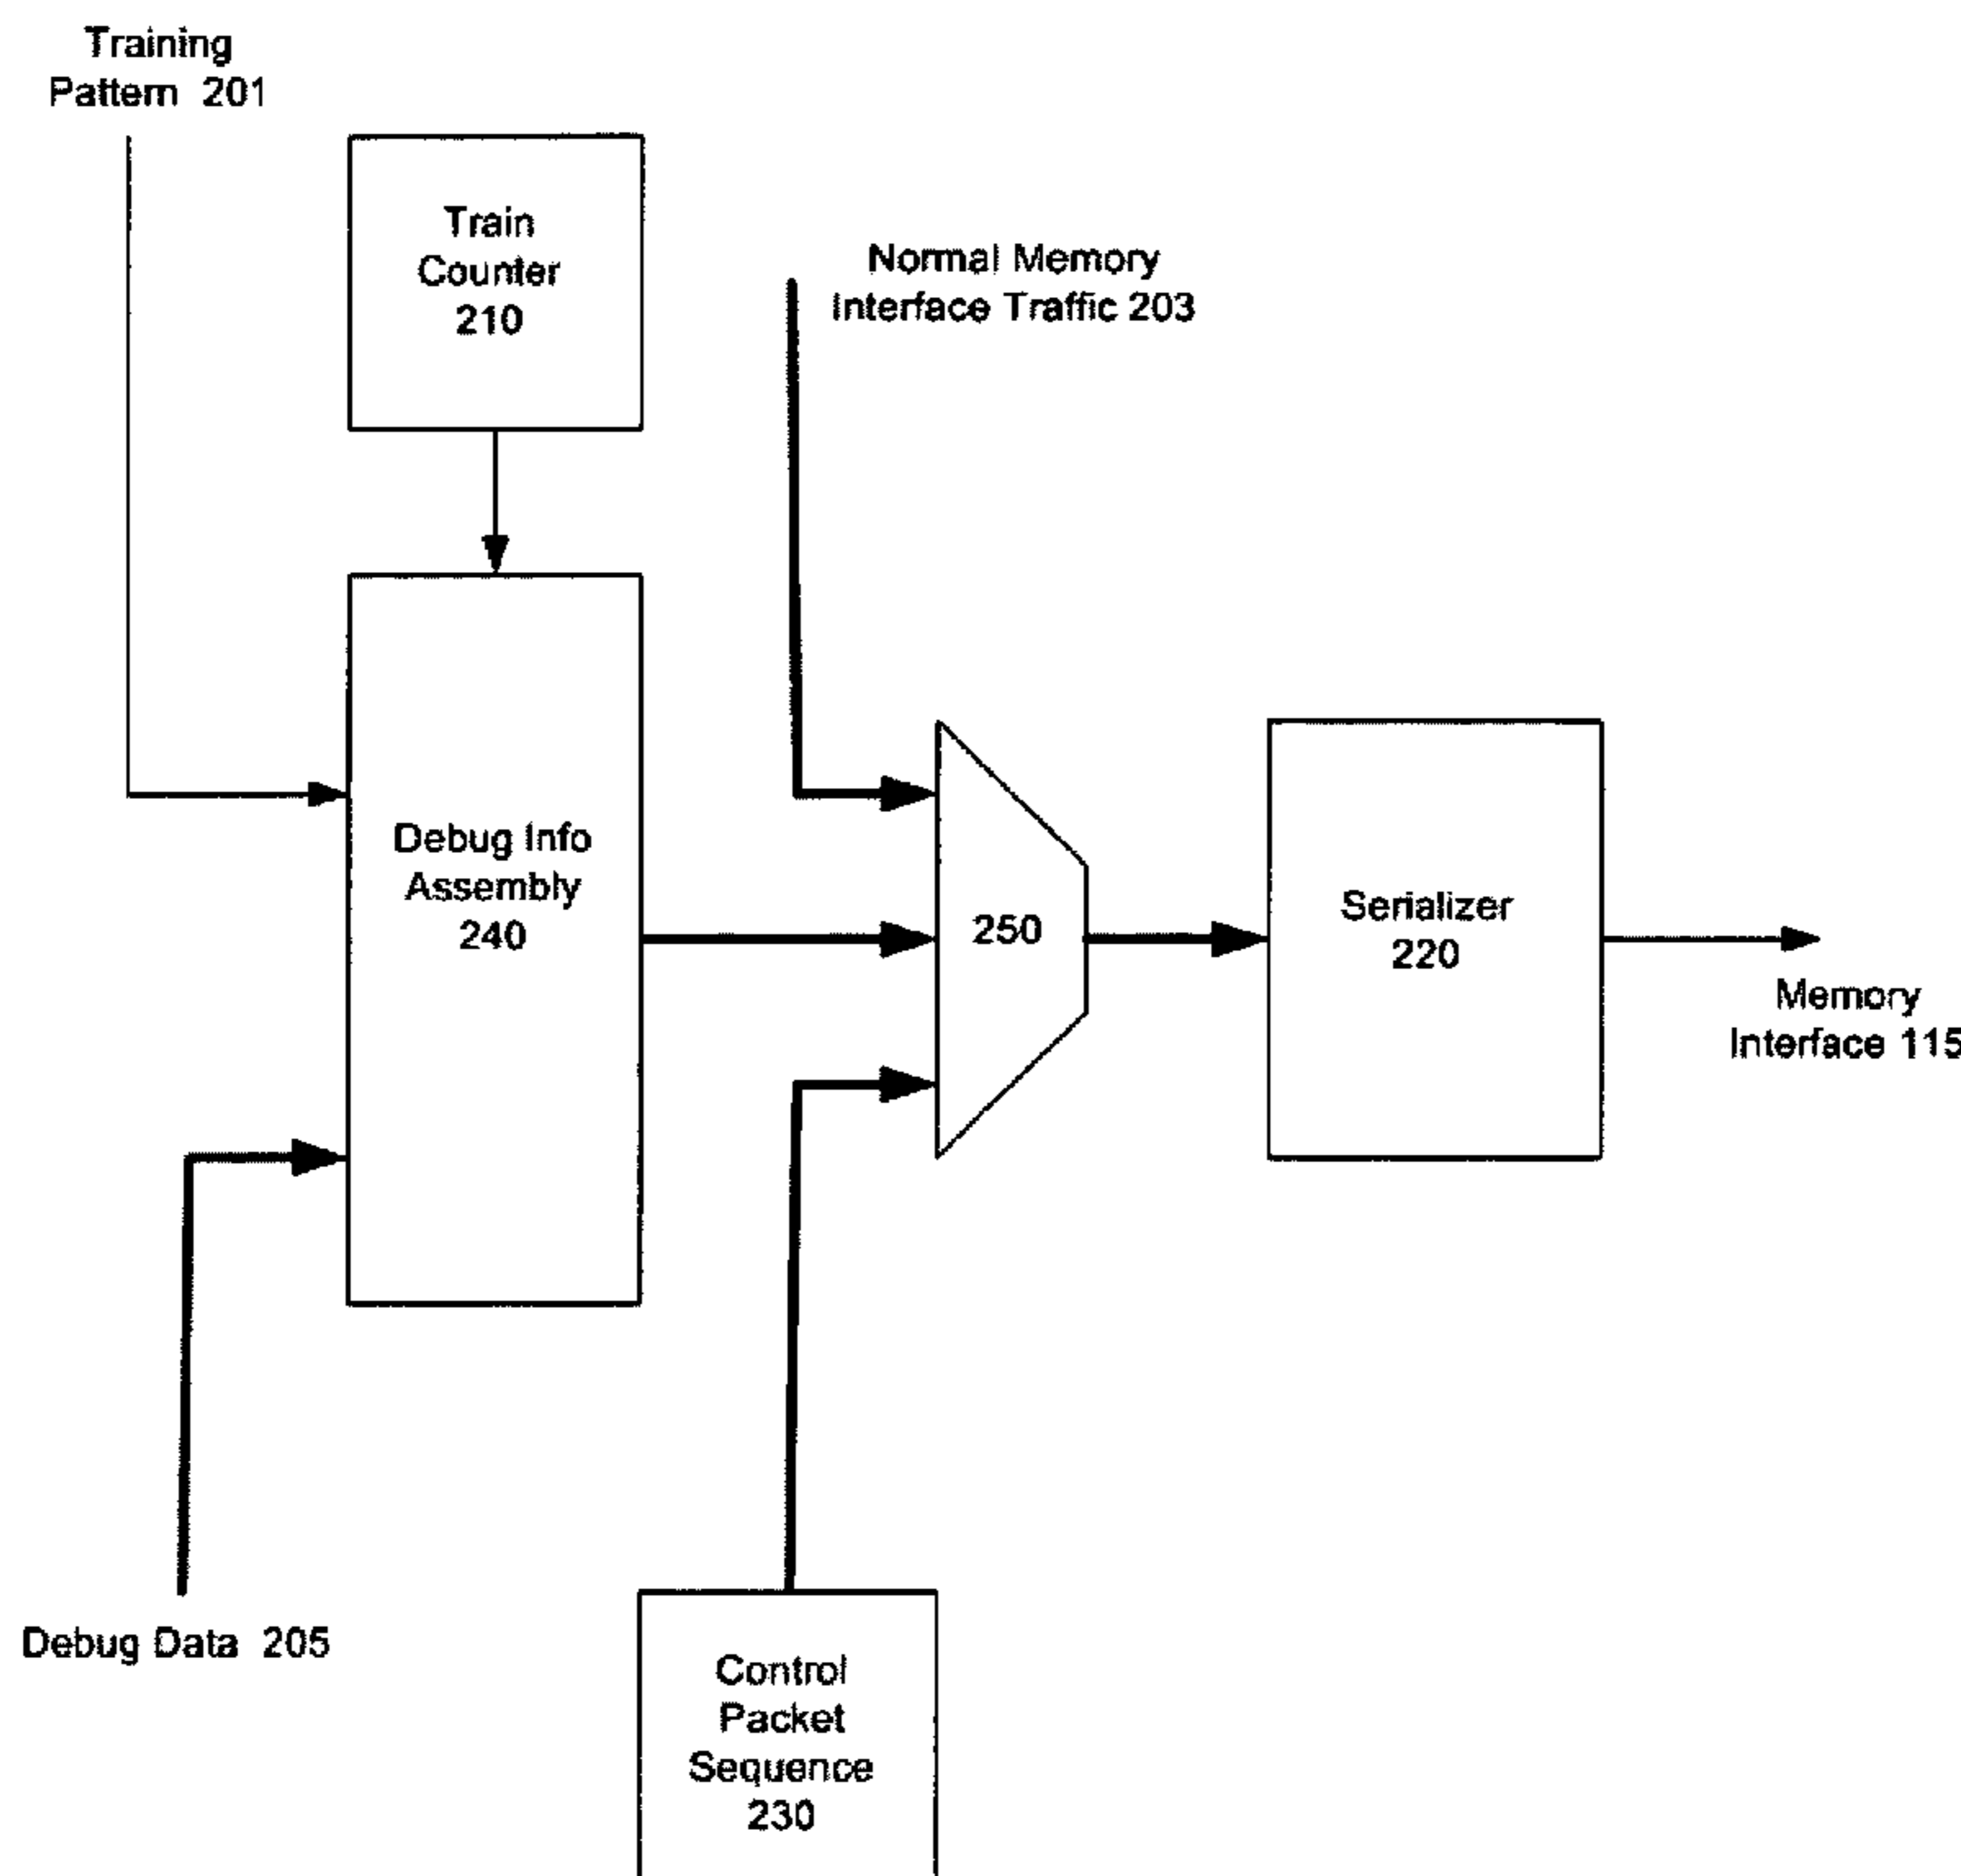 Training
Pattern 201
Train
Counter
210
Normal Memory
Interface Traffic 203
Debug Info
Assembly
240
250
Serializer
220
Memory
Interface 115
Debug Data 205
Control
Packet
Sequence
230